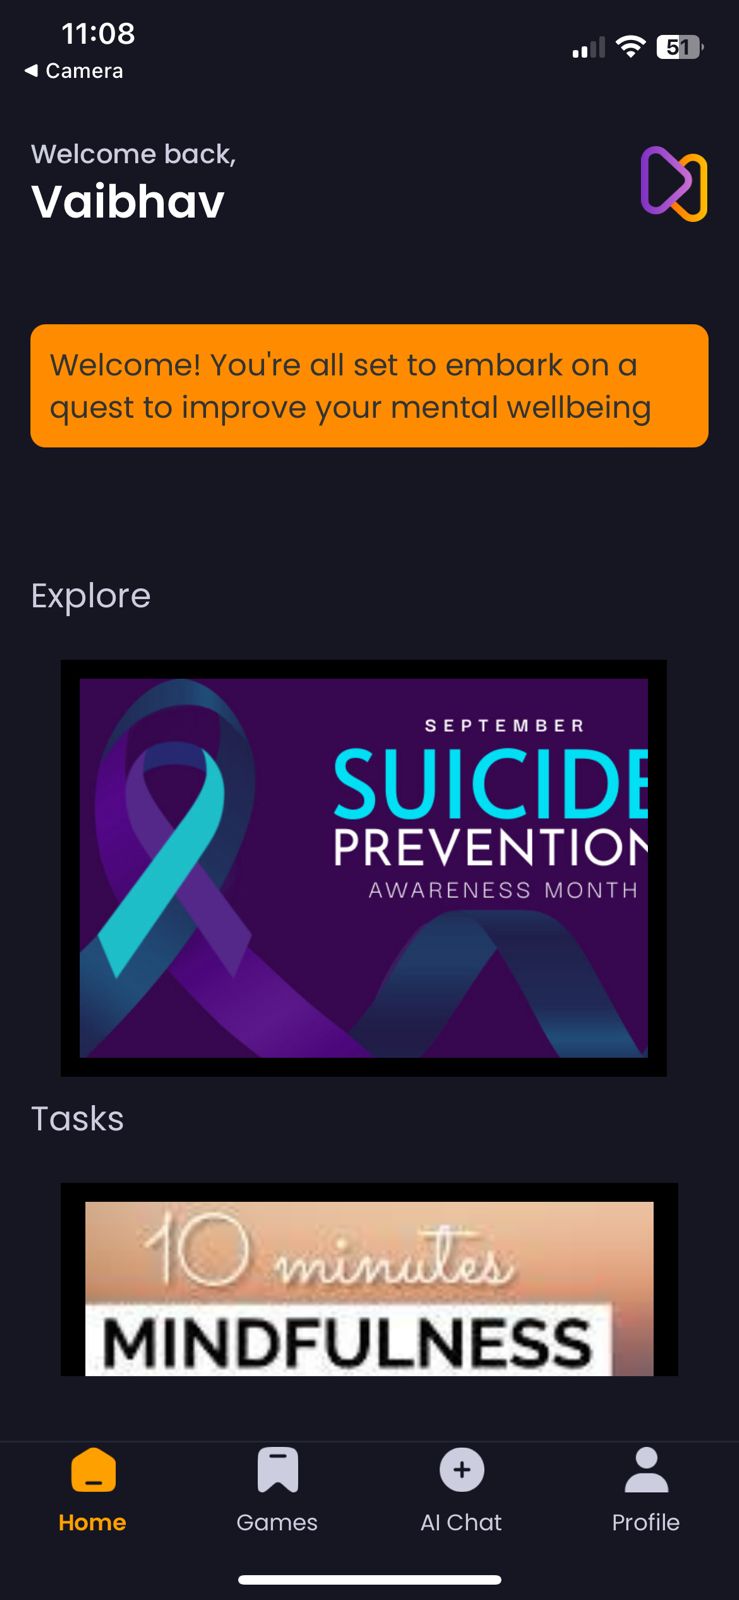 11:08
51
◀ Camera
Welcome back,
Vaibhav
Welcome! You're all set to embark on a
quest to improve your mental wellbeing
Explore
SEPTEMBER
SUICIDE
PREVENTION
AWARENESS MONTH
Tasks
10 minutes
MINDFULNESS
Home
Games
AI Chat
Profile